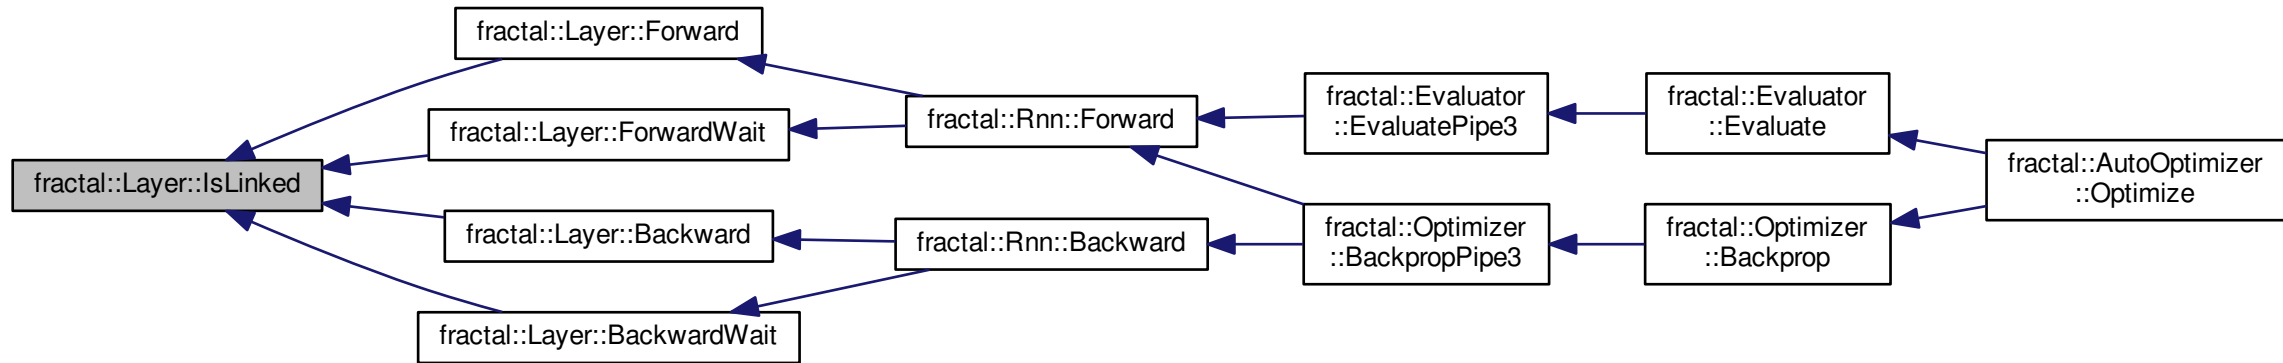 fractal::Layer::IsLinked
fractal::Layer::Forward
fractal::Layer::ForwardWait
fractal::Layer::Backward
fractal::Layer::BackwardWait
fractal::Rnn::Forward
fractal::Rnn::Backward
fractal::Evaluator
::EvaluatePipe3
fractal::Optimizer
::BackpropPipe3
fractal::Evaluator
::Evaluate
fractal::Optimizer
::Backprop
fractal::AutoOptimizer
::Optimize